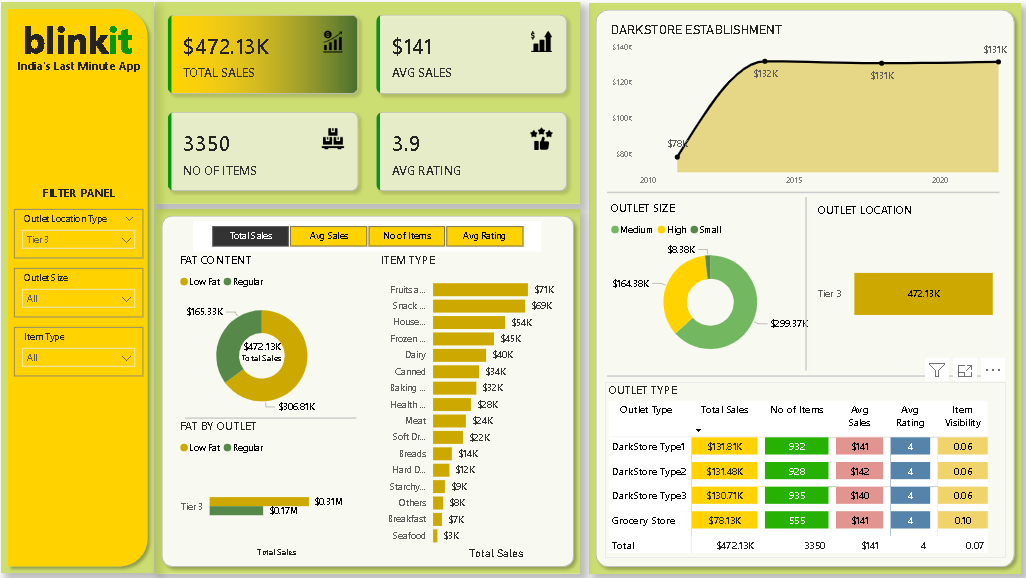 blinkit
India's Last Minute App
FILTER PANEL
Outlet Location Type
Tier 3
Outlet Size
All
Item Type
All
$472.13K
TOTAL SALES
$141
AVG SALES
3350
NO OF ITEMS
3.9
AVG RATING
Total Sales Avg Sales No of Items Avg Rating
FAT CONTENT
Low Fat Regular
$165.33K
$472.13K
Total Sales
$306.81K
FAT BY OUTLET
Low Fat Regular
Tier 3
$0.31M
$0.17M
Total Sales
ITEM TYPE
Fruits a... $71K
Snack ... $69K
House... $54K
Frozen ... $45K
Dairy $40K
Canned $34K
Baking ... $32K
Health ... $28K
Meat $24K
Soft Dr... $22K
Breads $14K
Hard D... $12K
Starchy... $9K
Others $8K
Breakfast $7K
Seafood $3K
Total Sales
DARKSTORE ESTABLISHMENT
$140K
$120K
$100K
$80K
$78K
$132K
$131K
$131K
2010 2015 2020
OUTLET SIZE
Medium High Small
$8.38K
$164.38K
$299.37K
OUTLET LOCATION
Tier 3 472.13K
OUTLET TYPE
Outlet Type Total Sales No of Items Avg Sales Avg Rating Item Visibility
DarkStore Type1 $131.81K 932 $141 4 0.06
DarkStore Type2 $131.48K 928 $142 4 0.06
DarkStore Type3 $130.71K 935 $140 4 0.06
Grocery Store $78.13K 555 $141 4 0.10
Total $472.13K 3350 $141 4 0.07